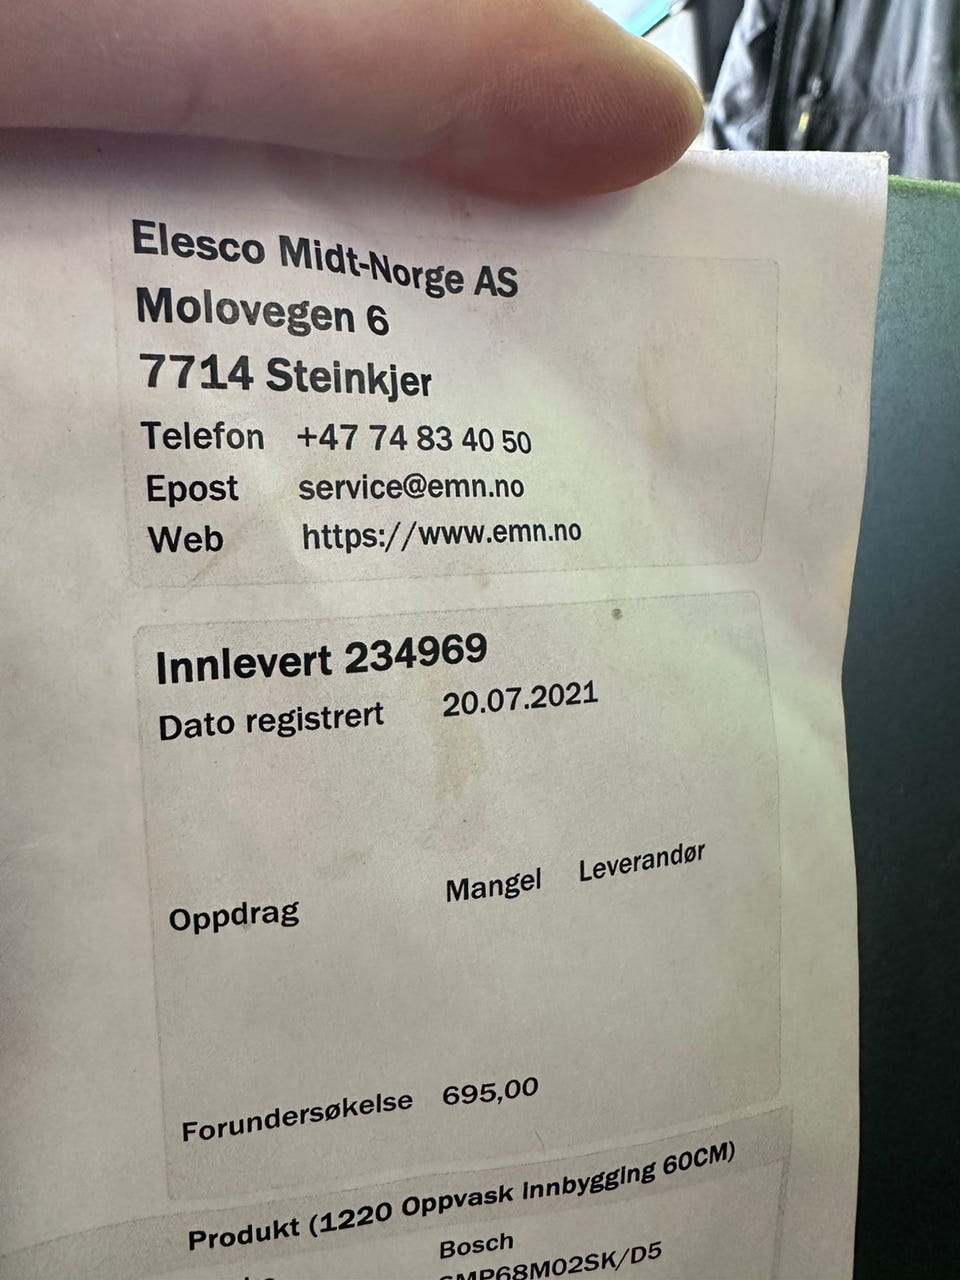 Elesco Midt-Norge AS
Molovegen 6
7714 Steinkjer
Telefon +47 74 83 40 50
Epost service@emn.no
Web https://www.emn.no
Innlevert 234969
Dato registrert 20.07.2021
Oppdrag Mangel Leverandør
Forundersøkelse 695,00
Produkt (1220 Oppvask innbygging 60CM)
Bosch
SMP68M02SK/D5